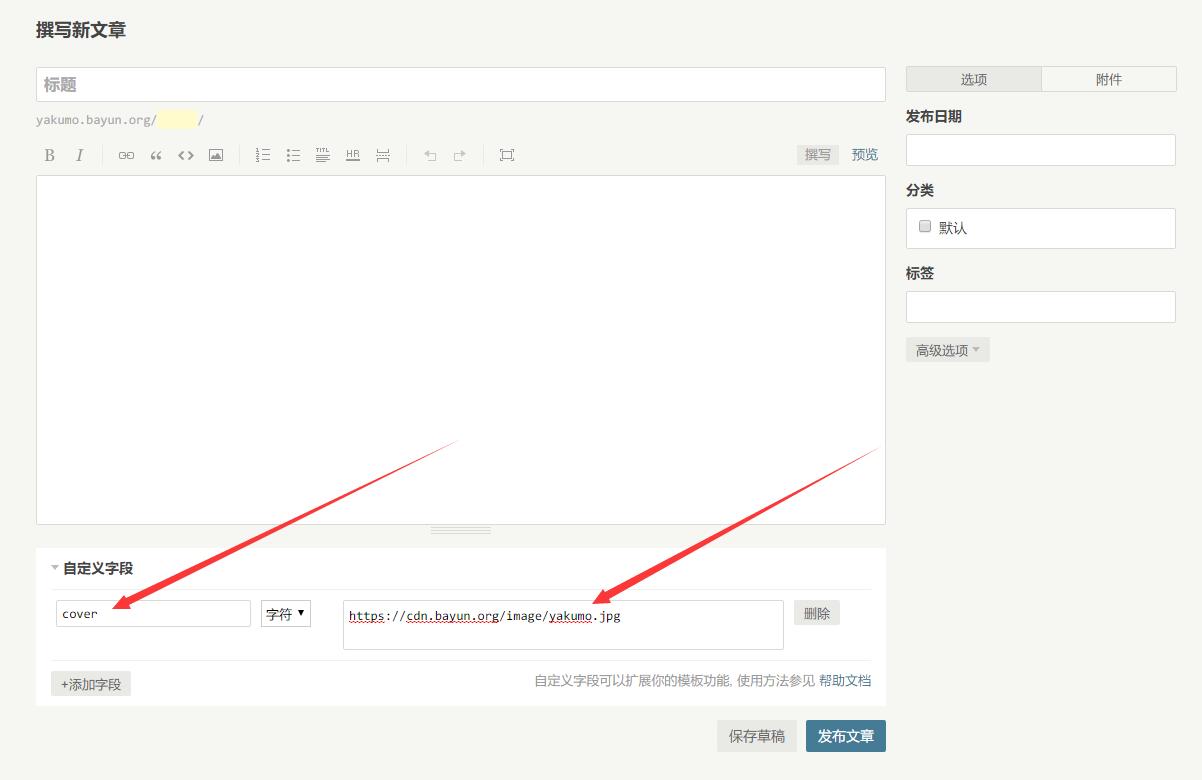 撰写新文章
标题
yakumo.bayun.org/ /
B I TITL HR
撰写 预览
自定义字段
cover 字符 https://cdn.bayun.org/image/yakumo.jpg 删除
+添加字段
自定义字段可以扩展你的模板功能, 使用方法参见 帮助文档
保存草稿 发布文章
选项 附件
发布日期
分类
默认
标签
高级选项